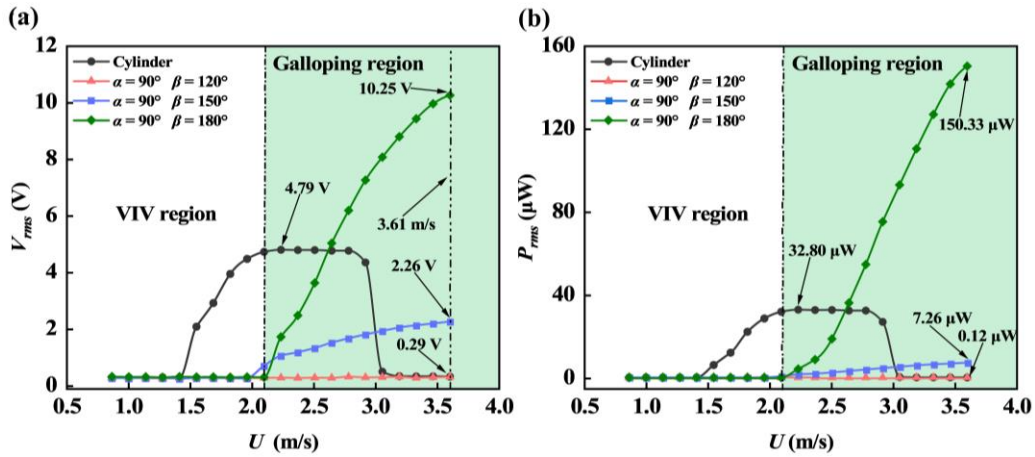 (a)
12
10
8
6
4
2
0
V_rms (V)
Cylinder
α = 90° β = 120°
α = 90° β = 150°
α = 90° β = 180°
Galloping region
10.25 V
4.79 V
VIV region
3.61 m/s
2.26 V
0.29 V
0.5 1.0 1.5 2.0 2.5 3.0 3.5 4.0
U (m/s)
(b)
160
120
80
40
0
P_rms (μW)
Cylinder
α = 90° β = 120°
α = 90° β = 150°
α = 90° β = 180°
Galloping region
150.33 μW
VIV region
32.80 μW
7.26 μW
0.12 μW
0.5 1.0 1.5 2.0 2.5 3.0 3.5 4.0
U (m/s)